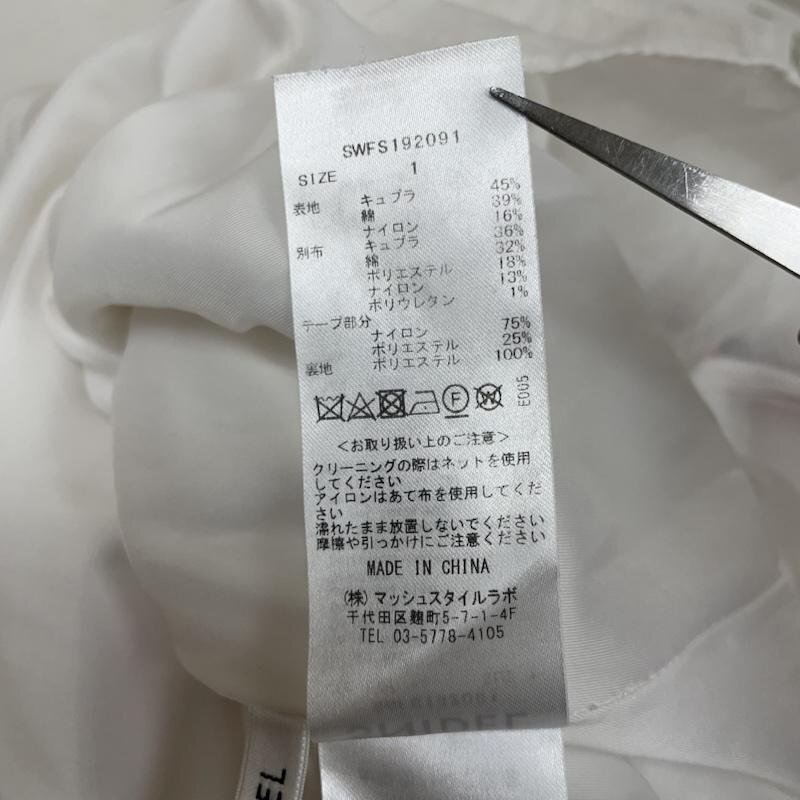 SWFS192091
SIZE 1
表地 キュプラ 45%
綿 39%
ナイロン 16%
別布 キュプラ 36%
綿 32%
ポリエステル 18%
ナイロン 13%
ポリウレタン 1%
テープ部分
ナイロン 75%
ポリエステル 25%
裏地 ポリエステル 100%
F W E005
<お取り扱い上のご注意>
クリーニングの際はネットを使用
してください
アイロンはあて布を使用してくだ
さい
濡れたまま放置しないでください
摩擦や引っかけにご注意ください
MADE IN CHINA
(株)マッシュスタイルラボ
千代田区麹町5-7-1-4F
TEL 03-5778-4105
EL